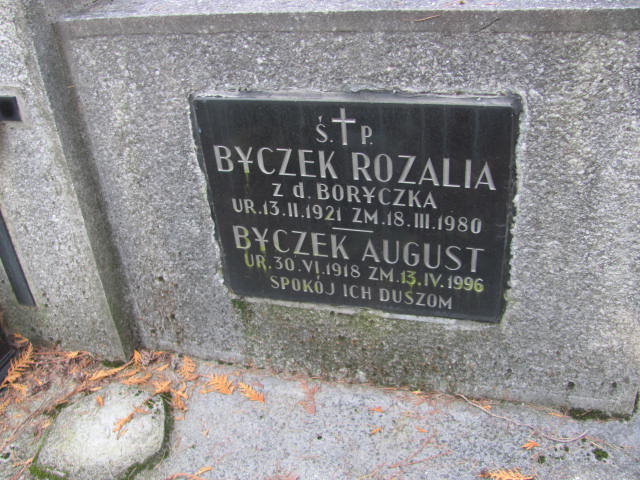 Ś. ✝ P.
BYCZEK ROZALIA
Z d. BORYCZKA
UR.13.II.1921 ZM.18.III.1980
BYCZEK AUGUST
UR.30.VI.1918 ZM.13.IV.1996
SPOKÓJ ICH DUSZOM